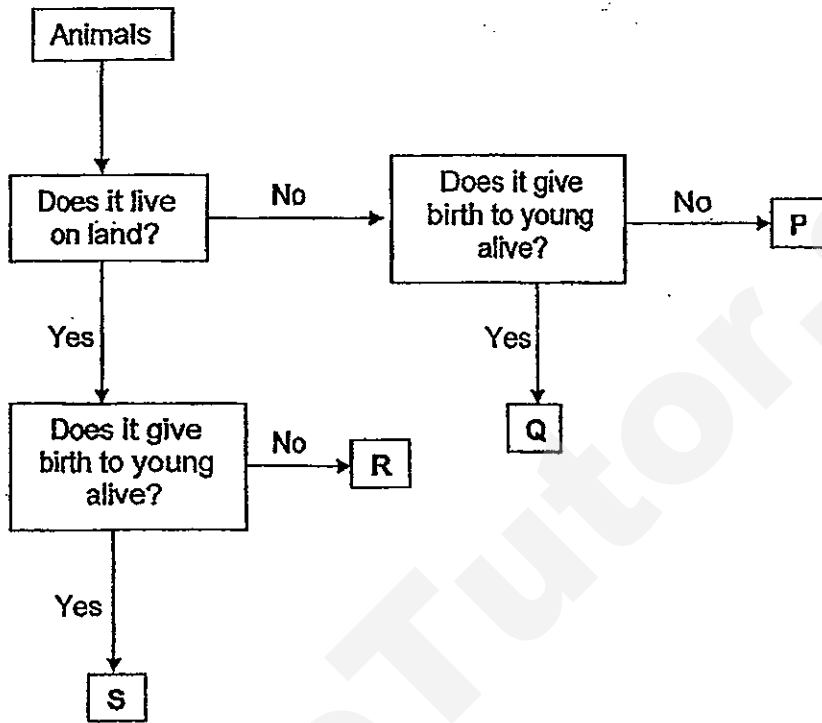 Animals
Does it live
on land?
No
Does it give
birth to young
alive?
No
P
Yes
Yes
Q
Does it give
birth to young
alive?
No
R
Yes
S
Tutor.